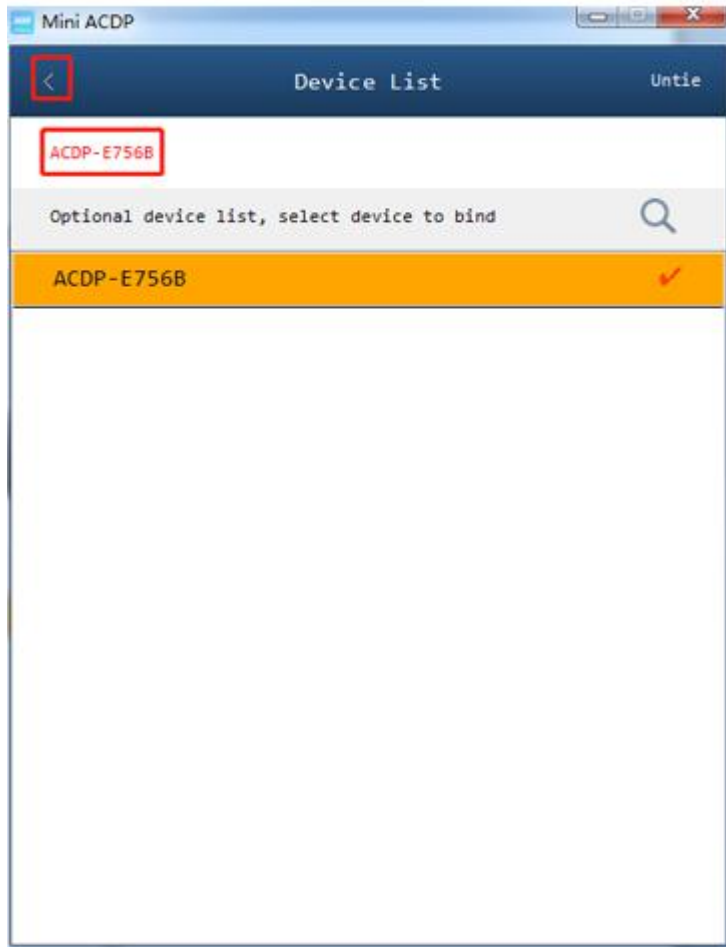 Mini ACDP
Device List
Untie
ACDP-E756B
Optional device list, select device to bind
ACDP-E756B